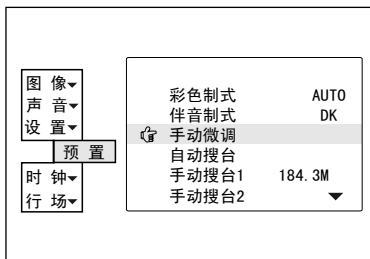 图 像
声 音
设 置
预 置
时 钟
行 场
彩色制式 AUTO
伴音制式 DK
手动微调
自动搜台
手动搜台1 184.3M
手动搜台2